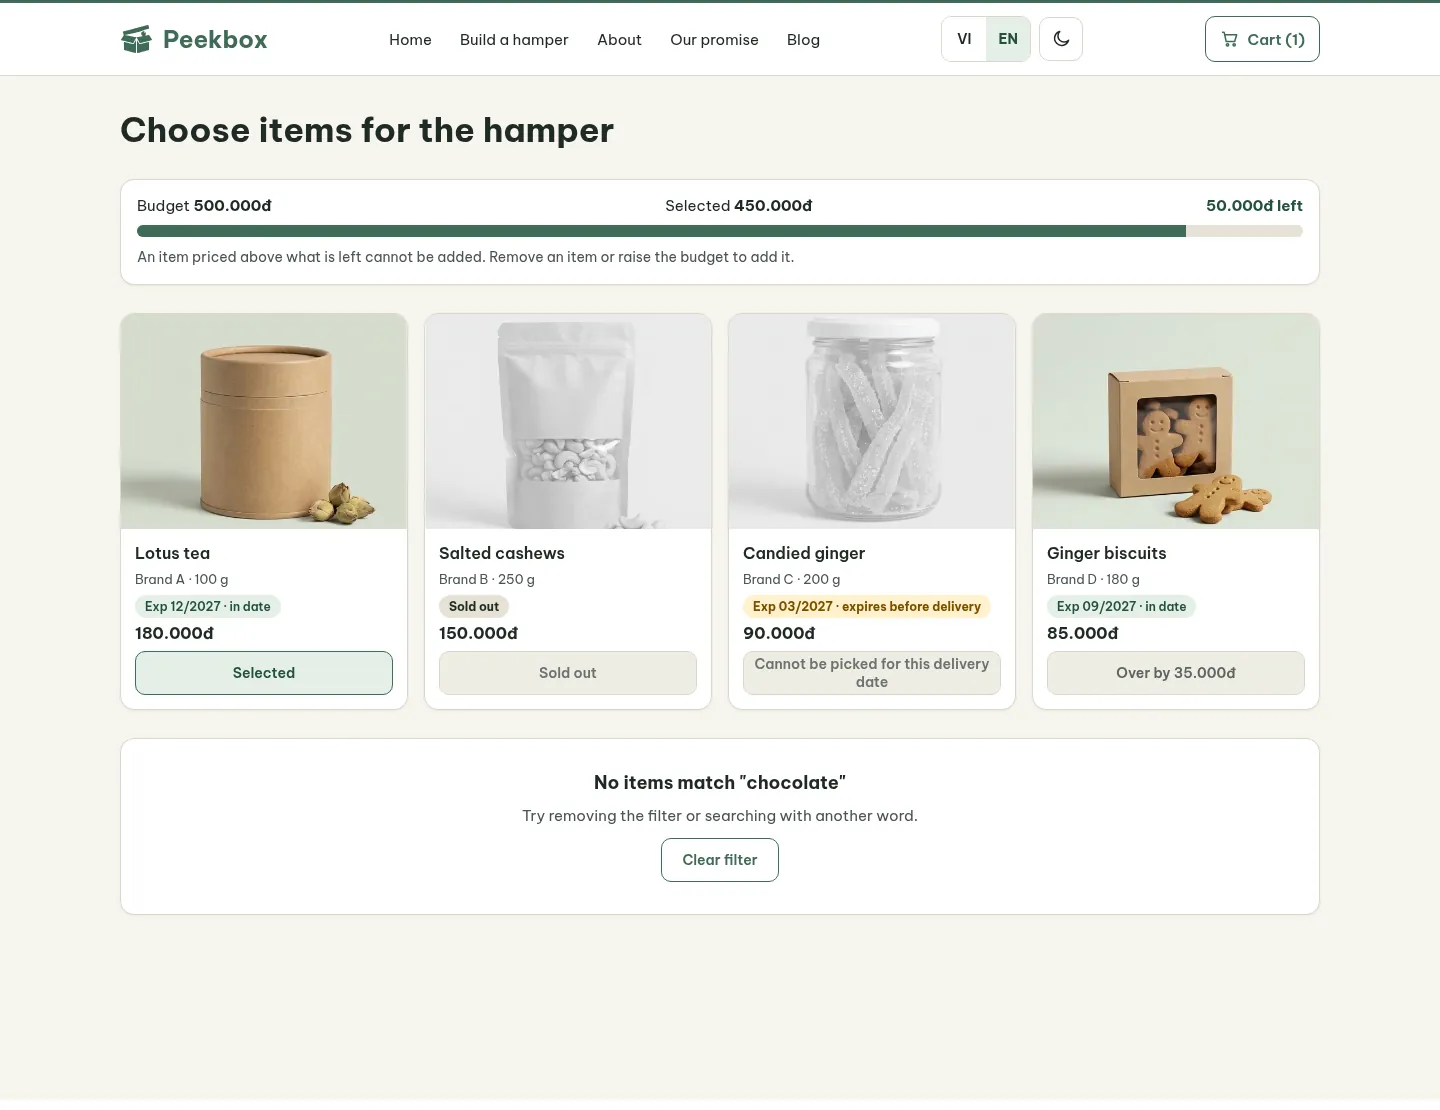 Peekbox
Home
Build a hamper
About
Our promise
Blog
VI
EN
Cart (1)
Choose items for the hamper
Budget 500.000đ
Selected 450.000đ
50.000đ left
An item priced above what is left cannot be added. Remove an item or raise the budget to add it.
Lotus tea
Brand A · 100 g
Exp 12/2027 · in date
180.000đ
Selected
Salted cashews
Brand B · 250 g
Sold out
150.000đ
Sold out
Candied ginger
Brand C · 200 g
Exp 03/2027 · expires before delivery
90.000đ
Cannot be picked for this delivery
date
Ginger biscuits
Brand D · 180 g
Exp 09/2027 · in date
85.000đ
Over by 35.000đ
No items match "chocolate"
Try removing the filter or searching with another word.
Clear filter